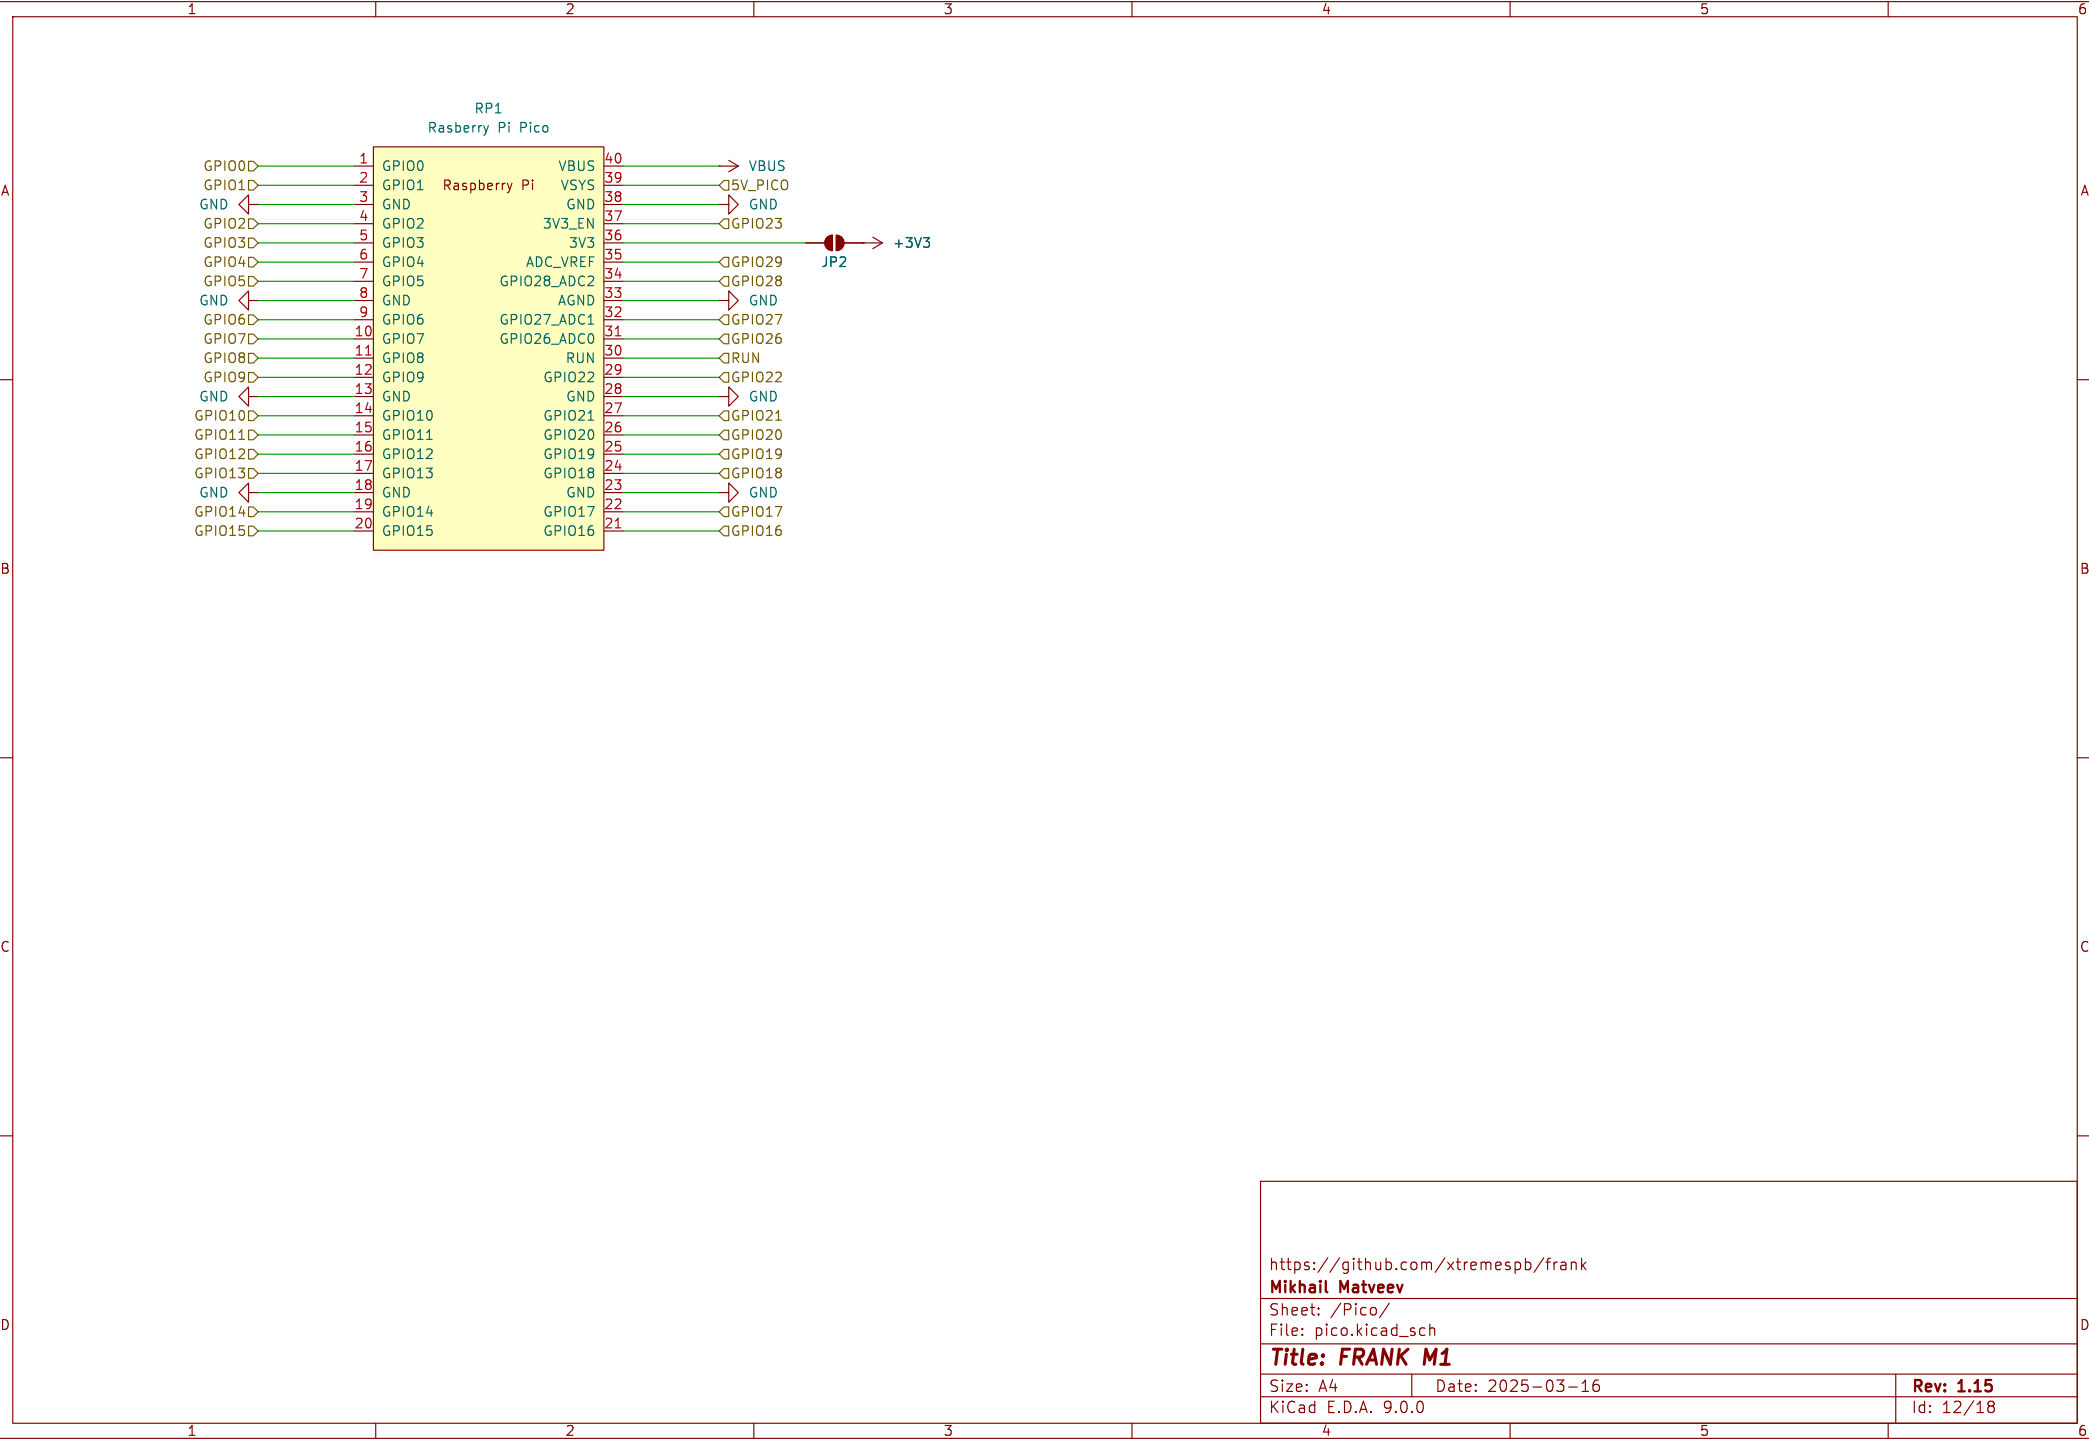 1 2 3 4 5 6
RP1
Rasberry Pi Pico
GPIO0 1 GPIO0 VBUS 40 VBUS
GPIO1 2 GPIO1 Raspberry Pi VSYS 39 5V_PICO
A A
GND 3 GND GND 38 GND
GPIO2 4 GPIO2 3V3_EN 37 GPIO23
GPIO3 5 GPIO3 3V3 36 +3V3
GPIO4 6 GPIO4 ADC_VREF 35 GPIO29 JP2
GPIO5 7 GPIO5 GPIO28_ADC2 34 GPIO28
GND 8 GND AGND 33 GND
GPIO6 9 GPIO6 GPIO27_ADC1 32 GPIO27
GPIO7 10 GPIO7 GPIO26_ADC0 31 GPIO26
GPIO8 11 GPIO8 RUN 30 RUN
GPIO9 12 GPIO9 GPIO22 29 GPIO22
GND 13 GND GND 28 GND
GPIO10 14 GPIO10 GPIO21 27 GPIO21
GPIO11 15 GPIO11 GPIO20 26 GPIO20
GPIO12 16 GPIO12 GPIO19 25 GPIO19
GPIO13 17 GPIO13 GPIO18 24 GPIO18
GND 18 GND GND 23 GND
GPIO14 19 GPIO14 GPIO17 22 GPIO17
GPIO15 20 GPIO15 GPIO16 21 GPIO16
B B
C C
https://github.com/xtremespb/frank
Mikhail Matveev
Sheet: /Pico/
D D
File: pico.kicad_sch
Title: FRANK M1
Size: A4 Date: 2025-03-16 Rev: 1.15
KiCad E.D.A. 9.0.0 Id: 12/18
1 2 3 4 5 6